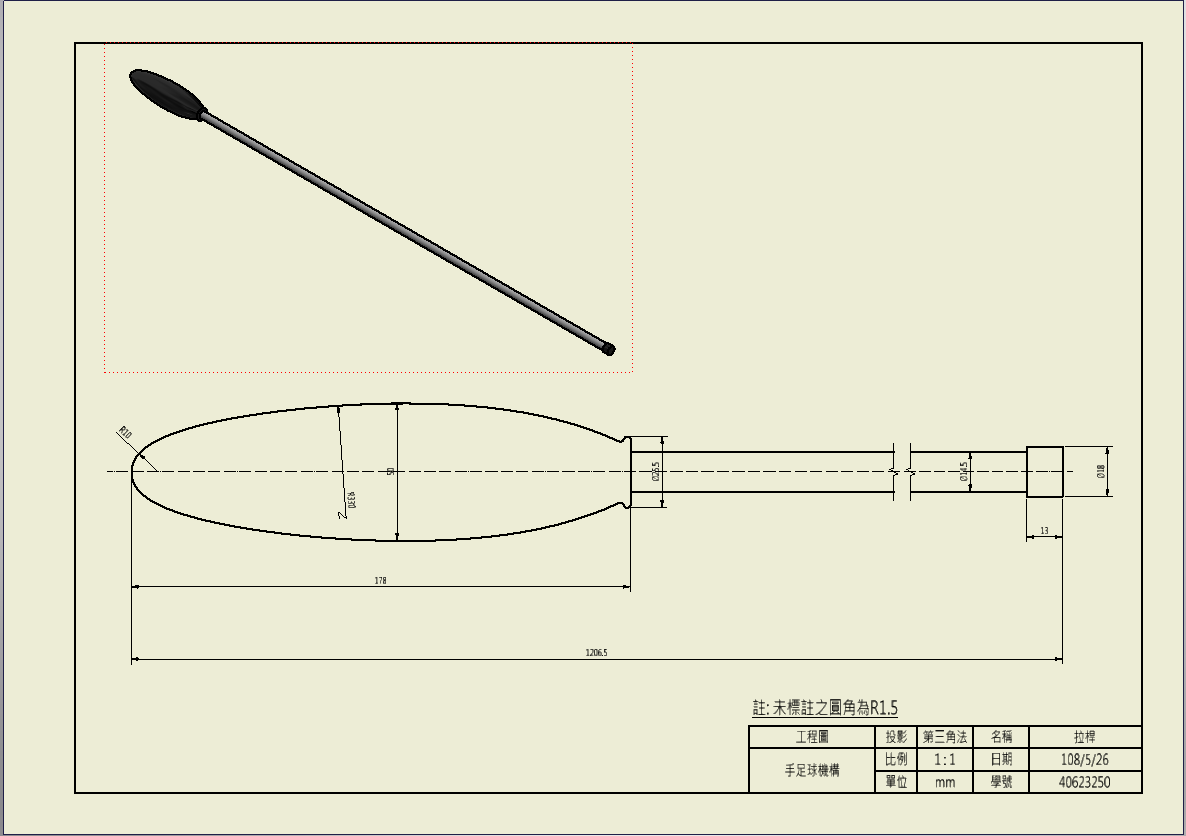 R10
R330
50
Ø25.5
Ø14.5
Ø18
13
178
1206.5
註: 未標註之圓角為R1.5
工程圖 投影 第三角法 名稱 拉桿
手足球機構 比例 1:1 日期 108/5/26
單位 mm 學號 40623250